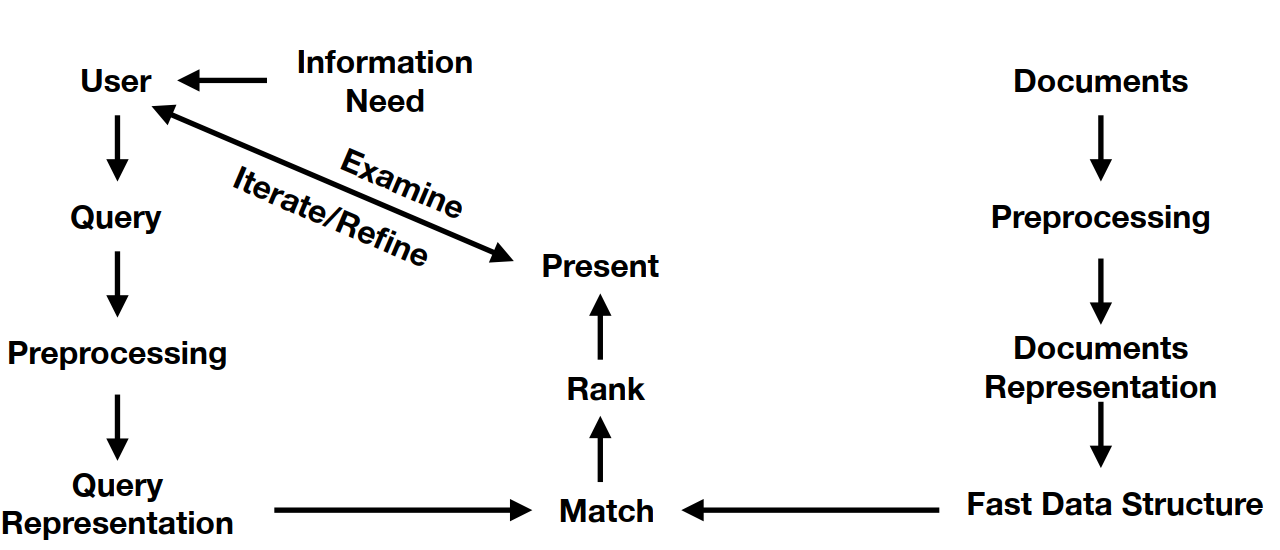 User
Information
Need
Documents
Examine
Iterate/Refine
Query
Preprocessing
Present
Preprocessing
Documents
Representation
Rank
Query
Representation
Match
Fast Data Structure